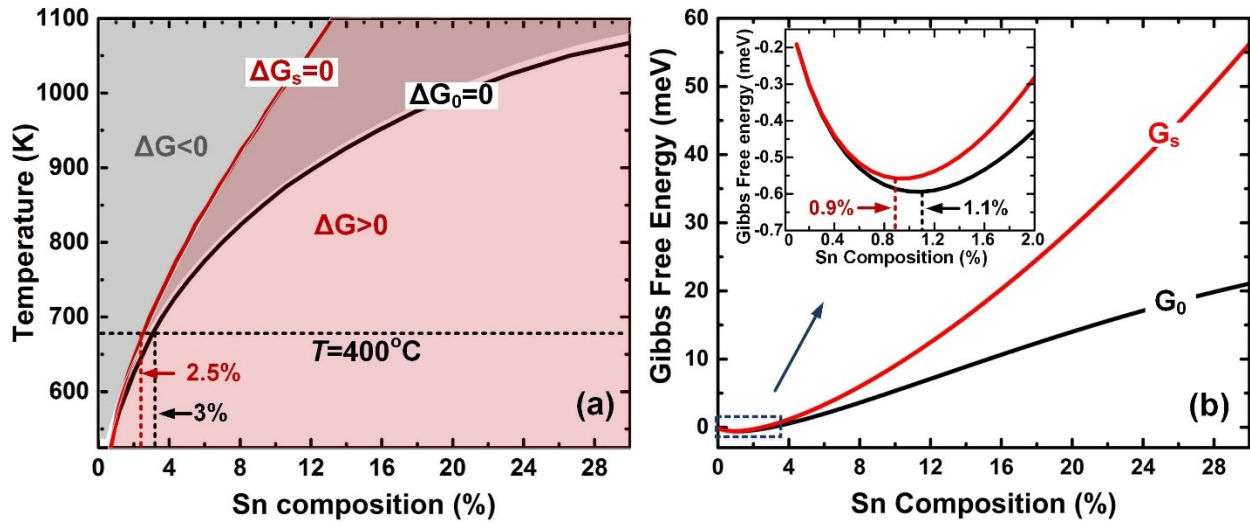 1100
1000
900
800
700
600
Temperature (K)
ΔGs=0
ΔG0=0
ΔG<0
ΔG>0
T=400°C
2.5%
3%
(a)
0 4 8 12 16 20 24 28
Sn composition (%)
60
50
40
30
20
10
0
Gibbs Free Energy (meV)
-0.2
-0.3
-0.4
-0.5
-0.6
-0.7
Gibbs Free energy (meV)
0.9%
1.1%
0 0.4 0.8 1.2 1.6 2.0
Sn Composition (%)
Gs
G0
(b)
0 4 8 12 16 20 24 28
Sn Composition (%)